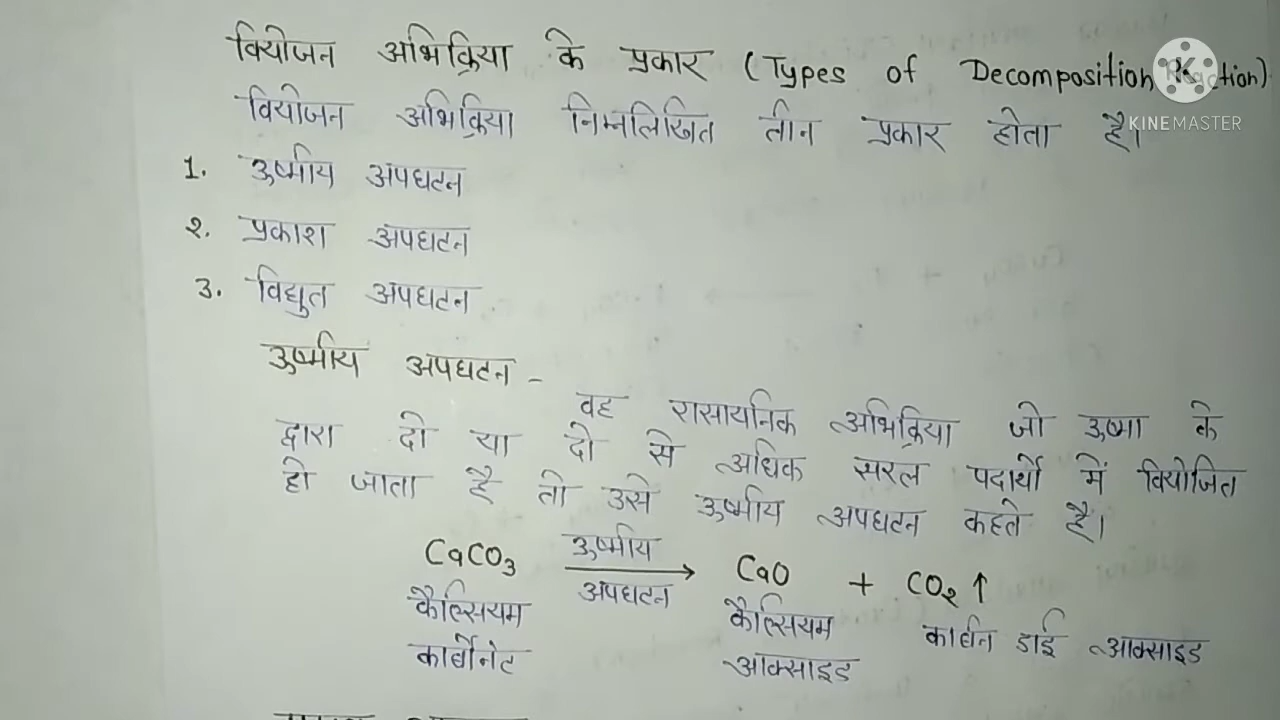 वियोजन अभिक्रिया के प्रकार (Types of Decomposition Reaction)
KINEMASTER
वियोजन अभिक्रिया निम्नलिखित तीन प्रकार होता है।
1. ऊष्मीय अपघटन
2. प्रकाश अपघटन
3. विद्युत अपघटन
ऊष्मीय अपघटन -
वह रासायनिक अभिक्रिया जो ऊष्मा के
द्वारा दो या दो से अधिक सरल पदार्थो में वियोजित
हो जाता है तो उसे ऊष्मीय अपघटन कहते है।
CaCO₃ ऊष्मीय अपघटन → CaO + CO₂ ↑
कैल्सियम कैल्सियम कार्बन डाई आक्साइड
कार्बोनेट आक्साइड